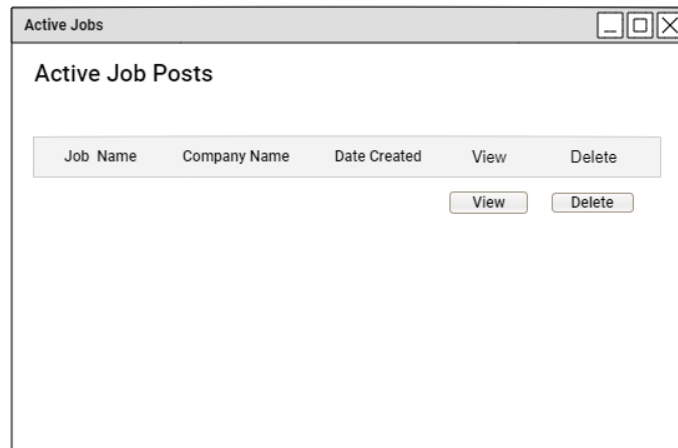 Active Jobs
Active Job Posts
Job Name Company Name Date Created View Delete
View Delete